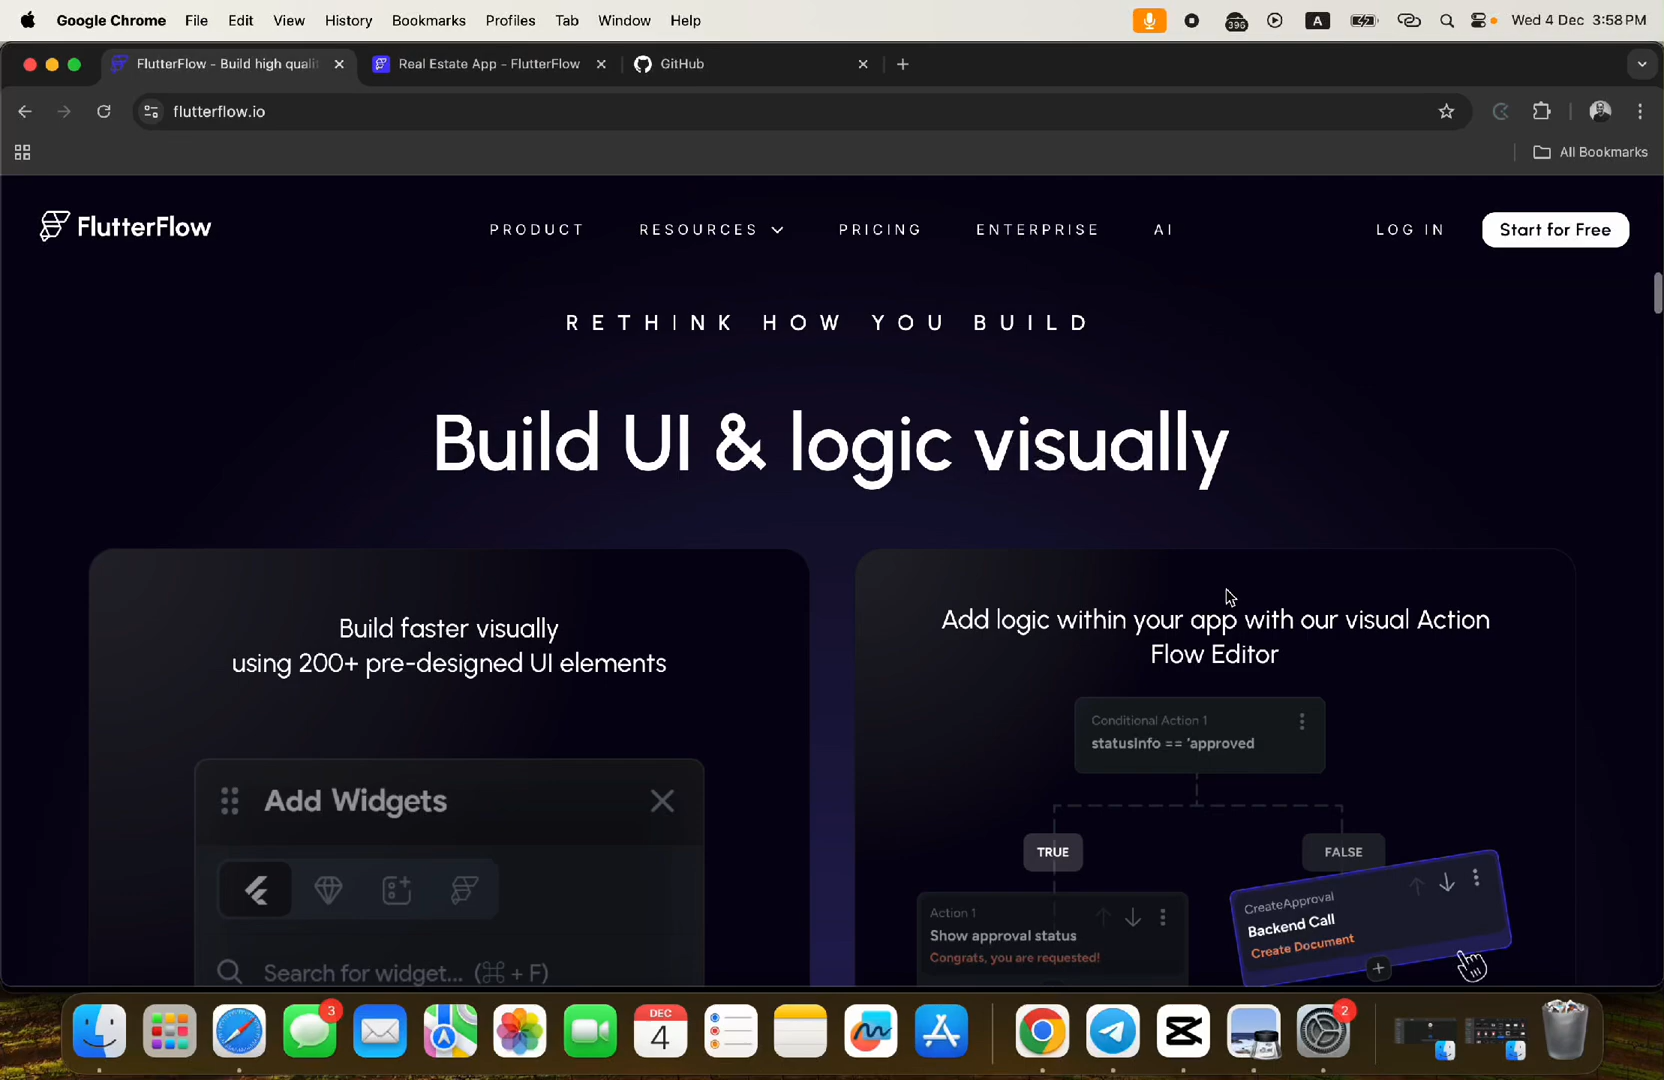 Google Chrome File Edit View History Bookmarks Profiles Tab Window Help 396 A Wed 4 Dec 3:58 PM
FlutterFlow - Build high quali Real Estate App - FlutterFlow GitHub
flutterflow.io
All Bookmarks
FlutterFlow PRODUCT RESOURCES PRICING ENTERPRISE AI LOG IN Start for Free
RETHINK HOW YOU BUILD
Build UI & logic visually
Build faster visually
using 200+ pre-designed UI elements
Add logic within your app with our visual Action
Flow Editor
Conditional Action 1
statusInfo == 'approved
Add Widgets
TRUE FALSE
Action 1
Show approval status
Congrats, you are requested!
CreateApproval
Backend Call
Create Document
Search for widget... (⌘ + F)
3
DEC
4
2